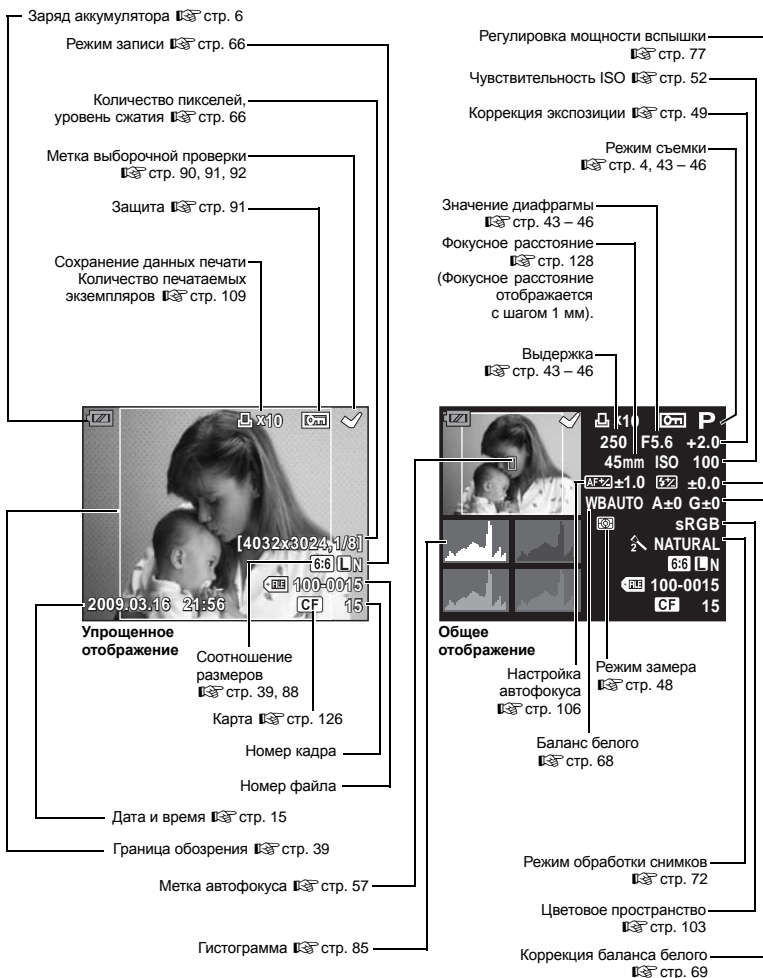 Заряд аккумулятора стр. 6
Режим записи стр. 66
Количество пикселей,
уровень сжатия стр. 66
Метка выборочной проверки
стр. 90, 91, 92
Защита стр. 91
Сохранение данных печати
Количество печатаемых
экземпляров стр. 109
x10
[4032x3024,1/8]
6:6 L N
FILE 100-0015
2009.03.16 21:56 CF 15
Упрощенное
отображение
Соотношение
размеров
стр. 39, 88
Карта стр. 126
Номер кадра
Номер файла
Дата и время стр. 15
Граница обозрения стр. 39
Метка автофокуса стр. 57
Гистограмма стр. 85
Регулировка мощности вспышки
стр. 77
Чувствительность ISO стр. 52
Коррекция экспозиции стр. 49
Режим съемки
стр. 4, 43 – 46
Значение диафрагмы
стр. 43 – 46
Фокусное расстояние
стр. 128
(Фокусное расстояние
отображается
с шагом 1 мм).
Выдержка
стр. 43 – 46
x10 P
250 F5.6 +2.0
45mm ISO 100
AF ±1.0 ±0.0
WBAUTO A±0 G±0
sRGB
2 NATURAL
6:6 L N
FILE 100-0015
CF 15
Общее
отображение
Настройка
автофокуса
стр. 106
Режим замера
стр. 48
Баланс белого
стр. 68
Режим обработки снимков
стр. 72
Цветовое пространство
стр. 103
Коррекция баланса белого
стр. 69